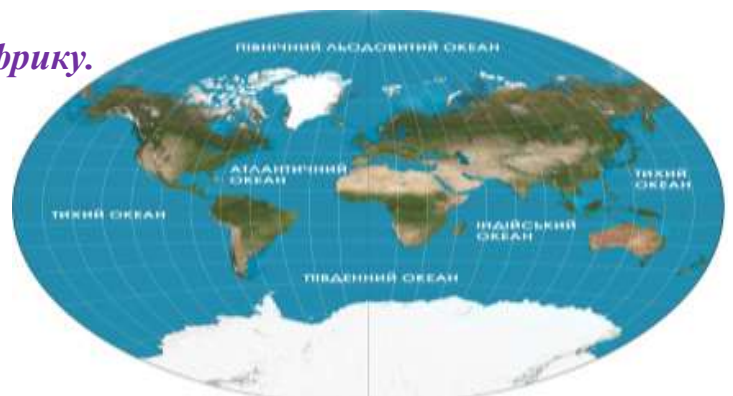 фрику.
ПІВНІЧНИЙ ЛЬОДОВИТИЙ ОКЕАН
АТЛАНТИЧНИЙ
ОКЕАН
ТИХИЙ
ОКЕАН
ТИХИЙ ОКЕАН
ІНДІЙСЬКИЙ
ОКЕАН
ПІВДЕННИЙ ОКЕАН